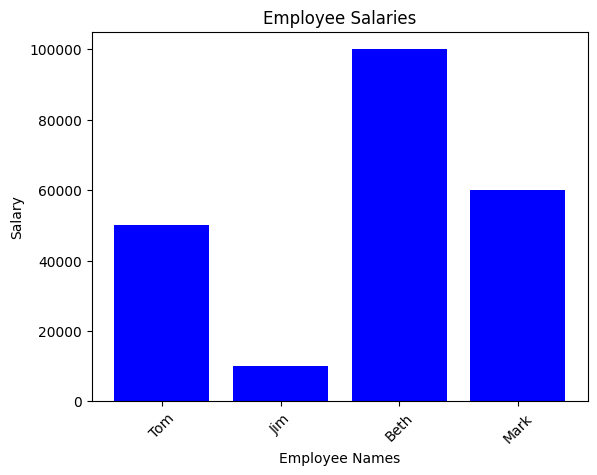 Employee Salaries
100000
80000
60000
40000
20000
0
Salary
Tom
Jim
Beth
Mark
Employee Names